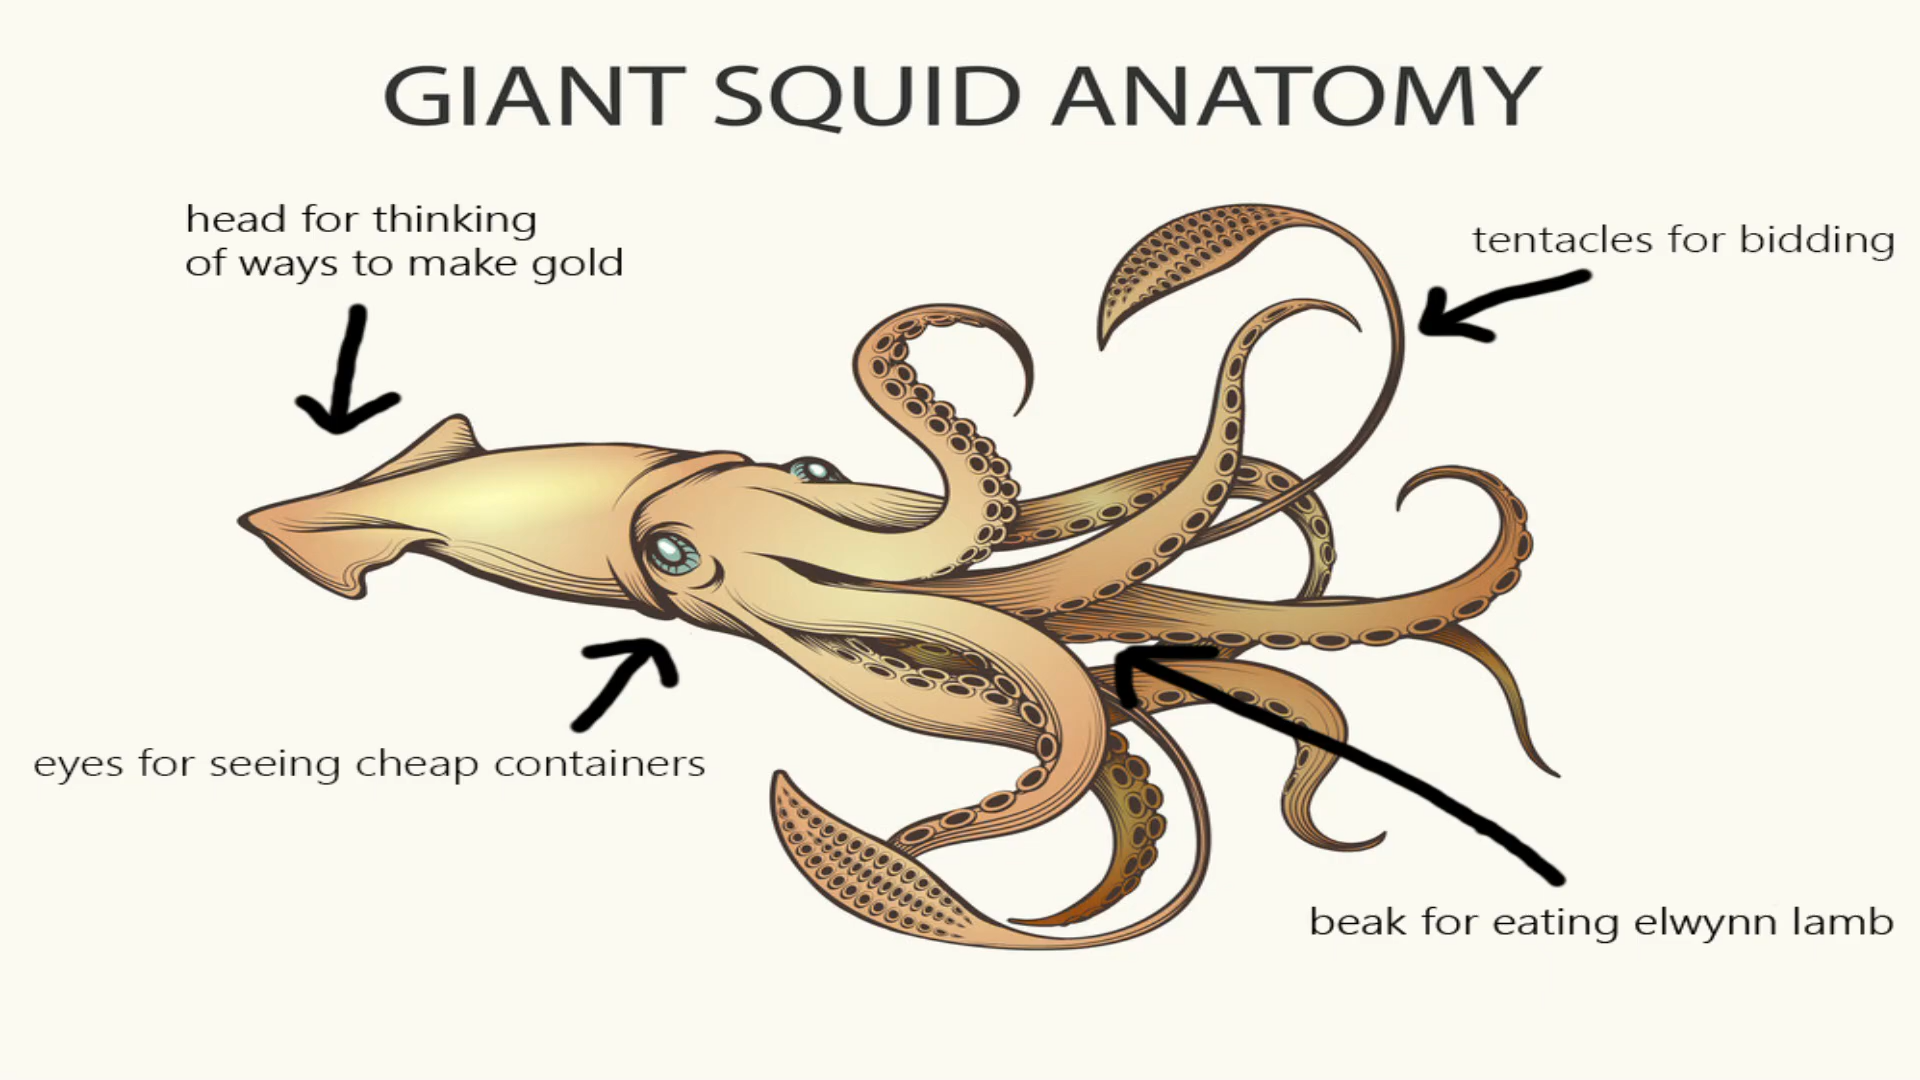 GIANT SQUID ANATOMY
head for thinking
of ways to make gold
tentacles for bidding
eyes for seeing cheap containers
beak for eating elwynn lamb